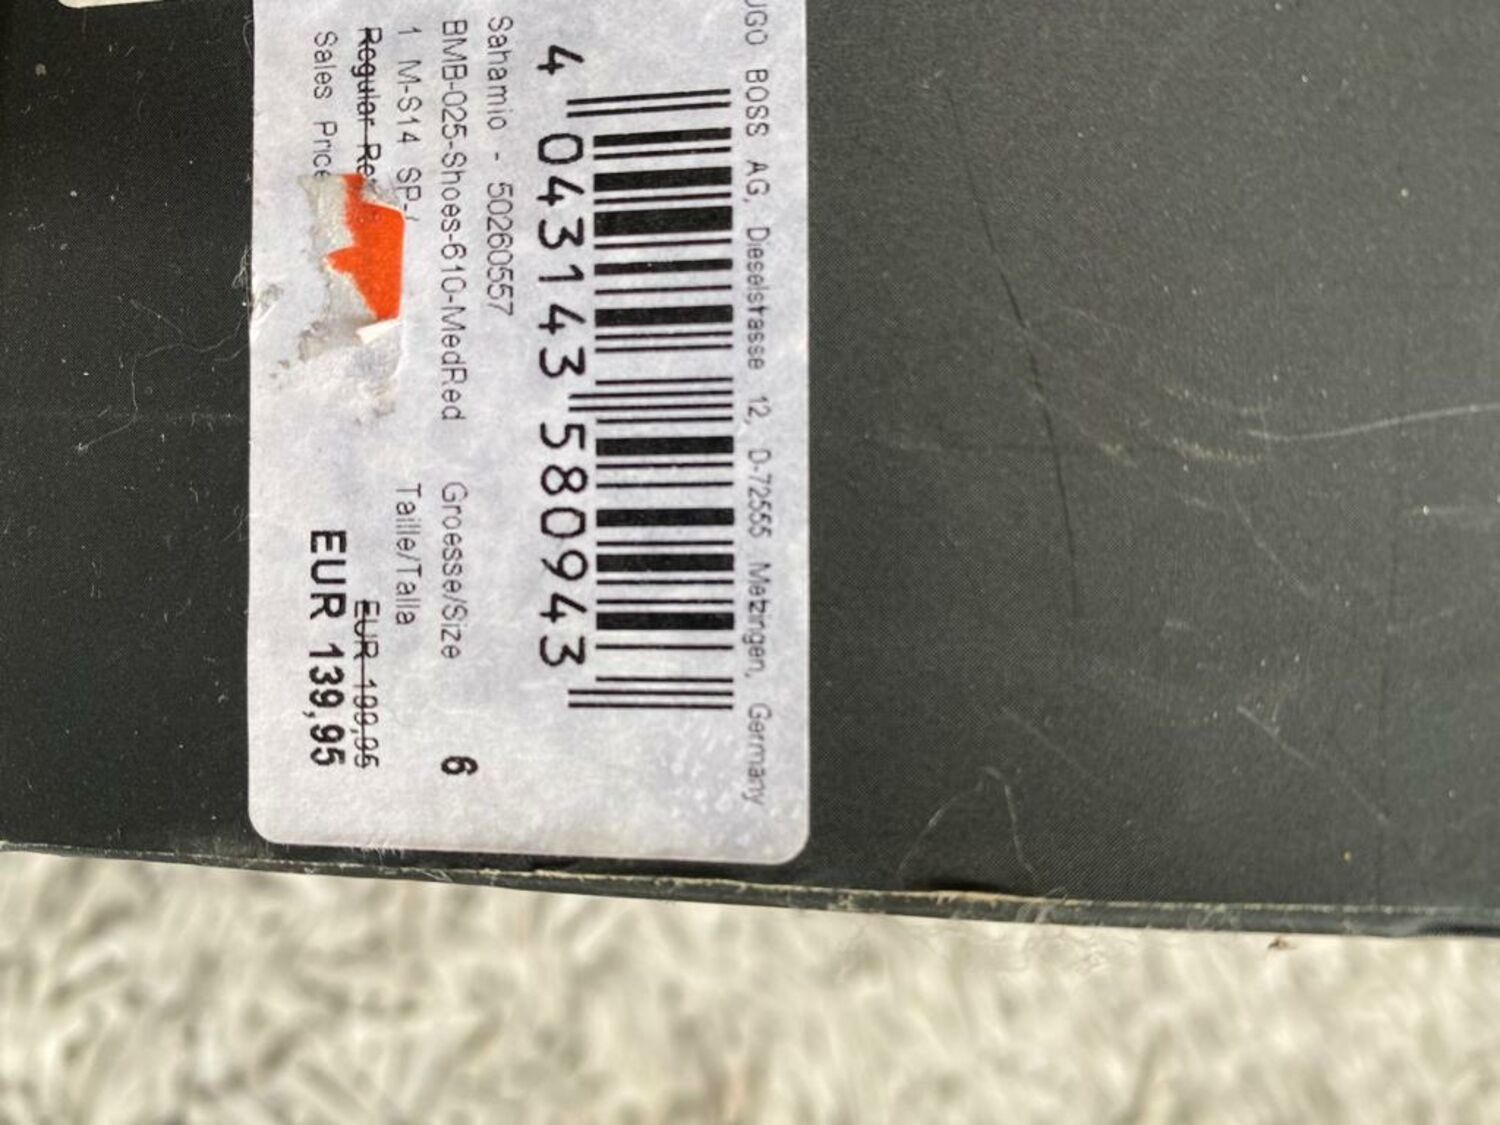 UGO BOSS AG, Dieselstrasse 12, D-72555 Metzingen, Germany
4 043143 580943
Sahamio - 50260557
BMB-025-Shoes-610-MedRed Groesse/Size 6
1 M-S14 SP-/ Taille/Talla
Regular Re EUR 199,95
Sales Price EUR 139,95